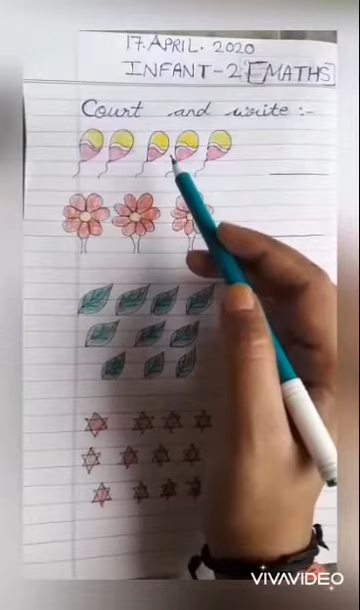 17.APRIL.2020
INFANT-2 [MATHS]
Count and write :-
VIVAVIDEO